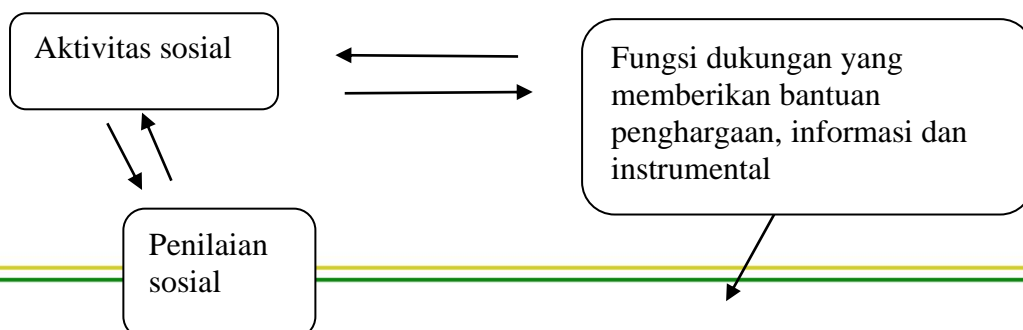 Aktivitas sosial
Fungsi dukungan yang
memberikan bantuan
penghargaan, informasi dan
instrumental
Penilaian
sosial